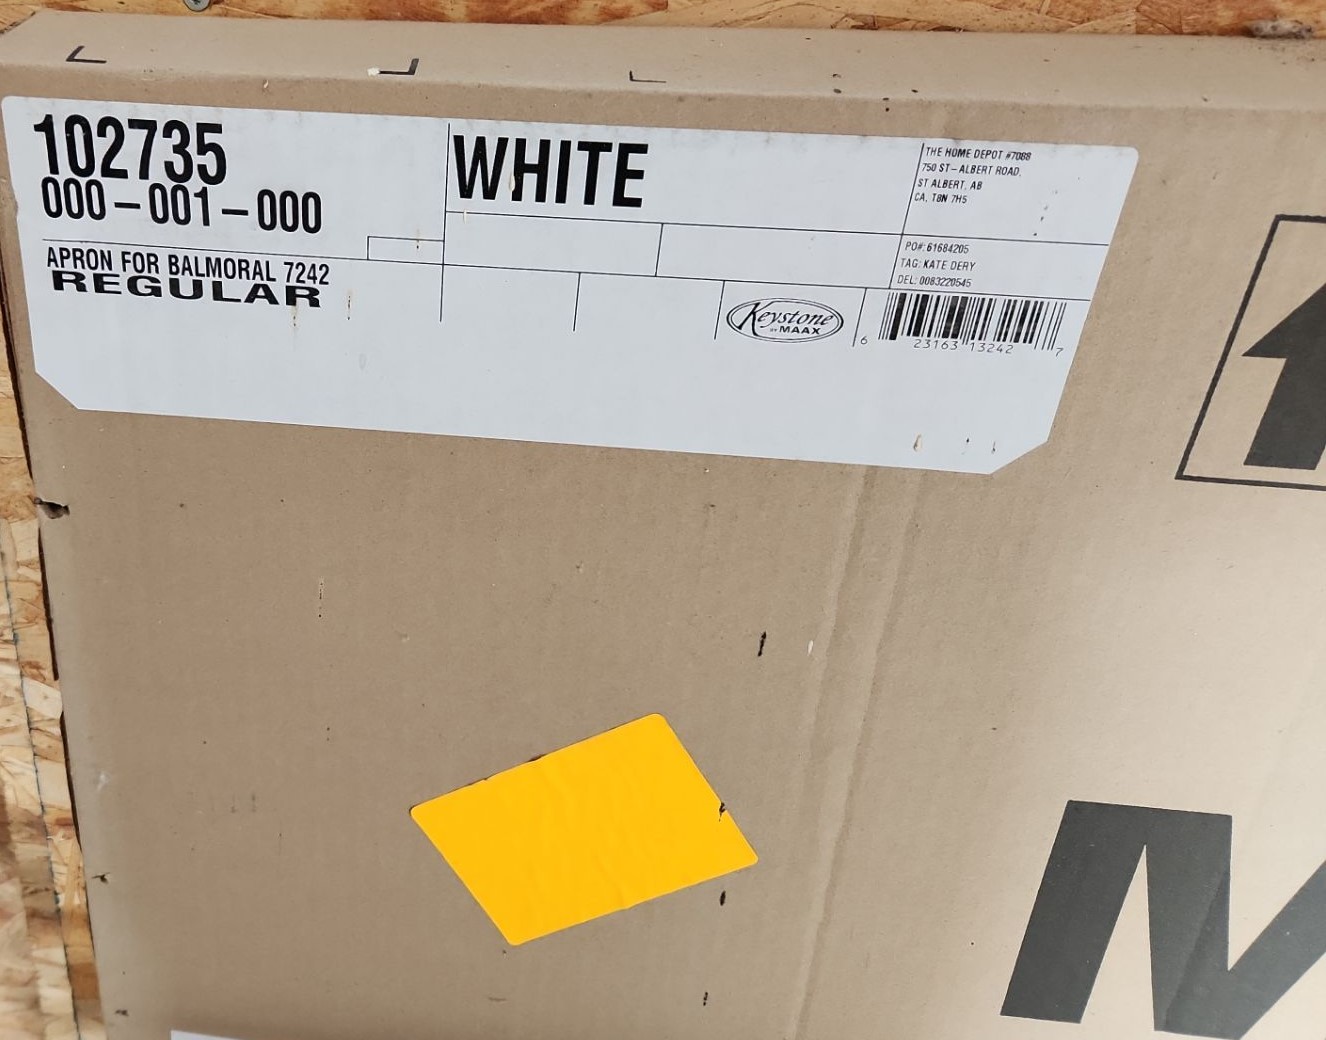 102735
000-001-000
APRON FOR BALMORAL 7242
REGULAR
WHITE
THE HOME DEPOT #7088
750 ST-ALBERT ROAD,
ST ALBERT, AB
CA, T8N 7H5
PO#: 61684205
TAG: KATE DERY
DEL: 0083220545
Keystone
BY MAAX
6 23163 13242 7
M